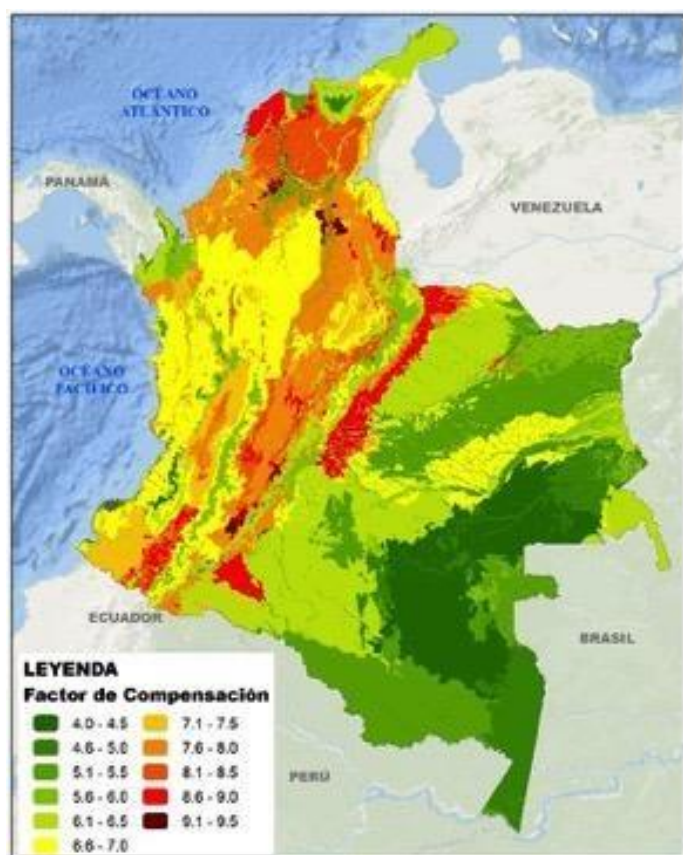 OCÉANO
ATLÁNTICO
PANAMÁ
VENEZUELA
OCÉANO
PACÍFICO
ECUADOR
BRASIL
PERÚ
LEYENDA
Factor de Compensación
4.0 - 4.5
4.6 - 5.0
5.1 - 5.5
5.6 - 6.0
6.1 - 6.5
6.6 - 7.0
7.1 - 7.5
7.6 - 8.0
8.1 - 8.5
8.6 - 9.0
9.1 - 9.5